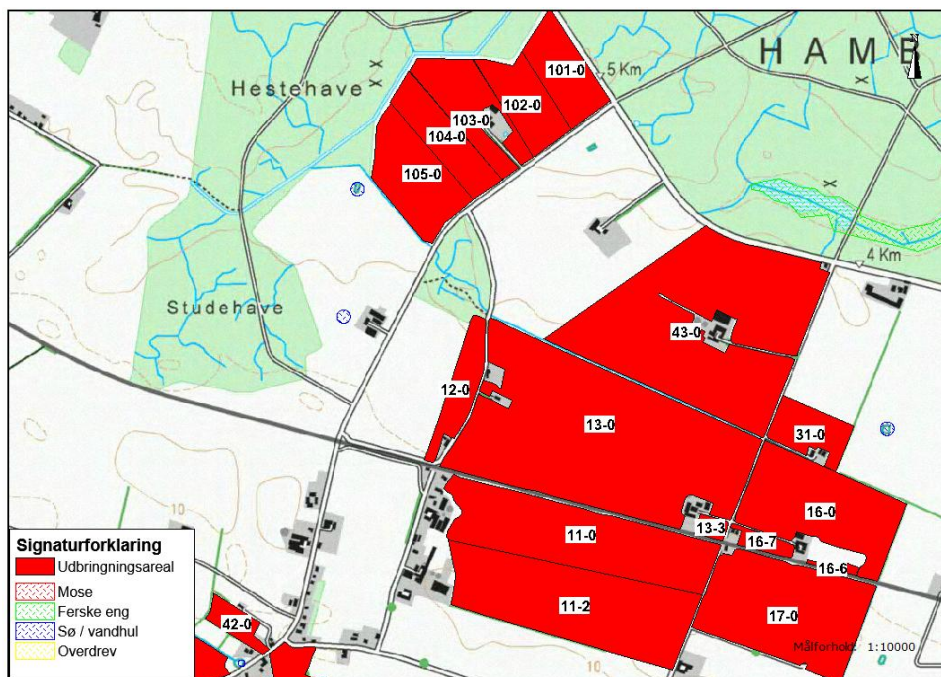 HAMB
N
5 Km
101-0
102-0
103-0
104-0
105-0
Hestehave
4 Km
Studehave
43-0
12-0
13-0
31-0
16-0
13-3
16-7
11-0
16-6
10
11-2
17-0
Målforhold: 1:10000
10
Signaturforklaring
Udbringningsareal
Mose
Ferske eng
Sø / vandhul
Overdrev
42-0